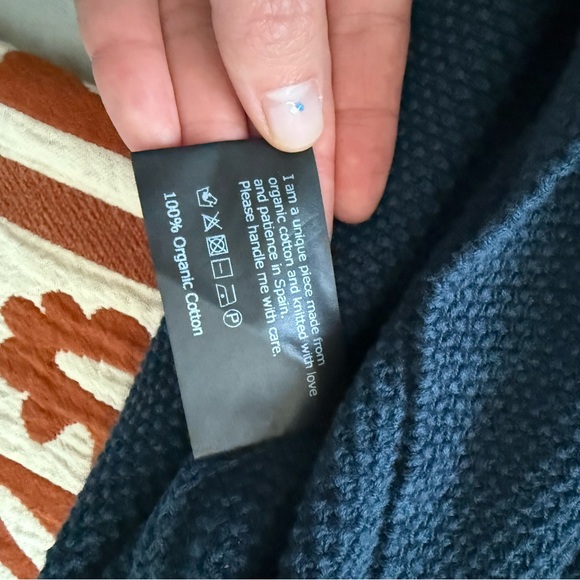 I am a unique piece made from
organic cotton and knitted with love
and patience in Spain.
Please handle me with care.
P
100% Organic Cotton